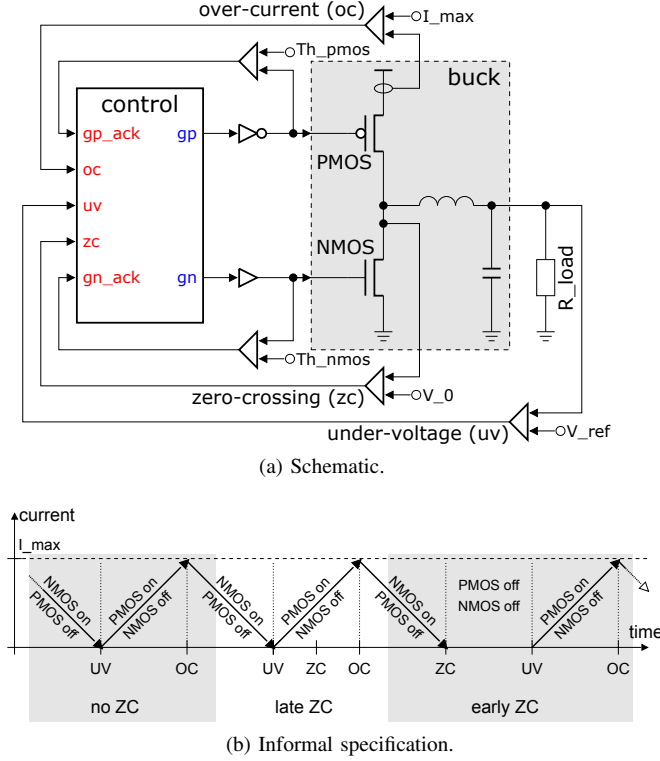 over-current (oc)
I_max
Th_pmos
buck
control
gp_ack
gp
oc
PMOS
uv
zc
NMOS
gn_ack
gn
R_load
Th_nmos
zero-crossing (zc)
V_0
under-voltage (uv)
V_ref
(a) Schematic.
current
I_max
NMOS on
PMOS off
PMOS on
NMOS off
NMOS on
PMOS off
PMOS on
NMOS off
NMOS on
PMOS off
PMOS off
NMOS off
PMOS on
NMOS off
time
UV
OC
UV
ZC
OC
ZC
UV
OC
no ZC
late ZC
early ZC
(b) Informal specification.